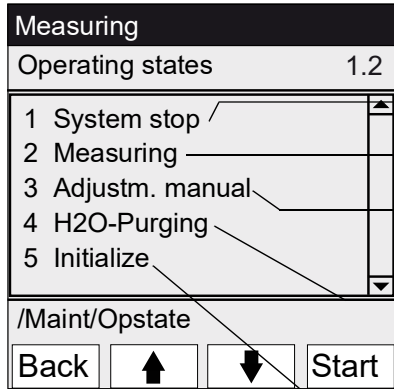 Measuring
Operating states 1.2
1 System stop
2 Measuring
3 Adjustm. manual
4 H2O-Purging
5 Initialize
/Maint/Opstate
Back Start